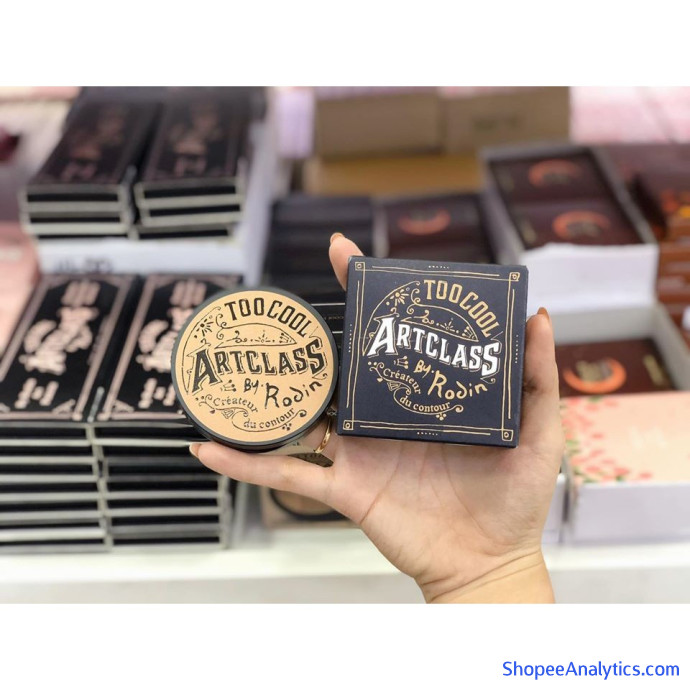 TOO COOL
ARTCLASS
By·Rodin
Créateur
du contour
TOO COOL
ARTCLASS
By·Rodin
Créateur
du contour
ShopeeAnalytics.com